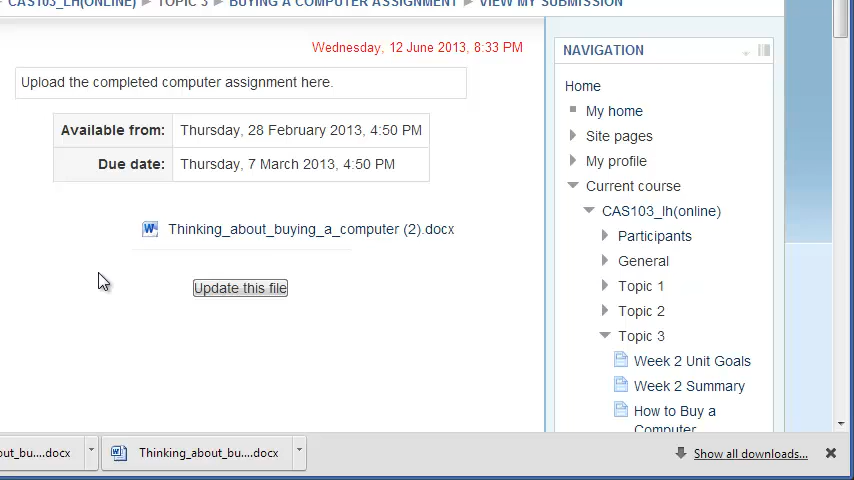 CAS103_LH(ONLINE) ▶ TOPIC 3 ▶ BUYING A COMPUTER ASSIGNMENT ▶ VIEW MY SUBMISSION
Wednesday, 12 June 2013, 8:33 PM
Upload the completed computer assignment here.
Available from: Thursday, 28 February 2013, 4:50 PM
Due date: Thursday, 7 March 2013, 4:50 PM
Thinking_about_buying_a_computer (2).docx
Update this file
NAVIGATION
Home
My home
Site pages
My profile
Current course
CAS103_lh(online)
Participants
General
Topic 1
Topic 2
Topic 3
Week 2 Unit Goals
Week 2 Summary
How to Buy a
Computer
out_bu....docx
Thinking_about_bu....docx
Show all downloads...